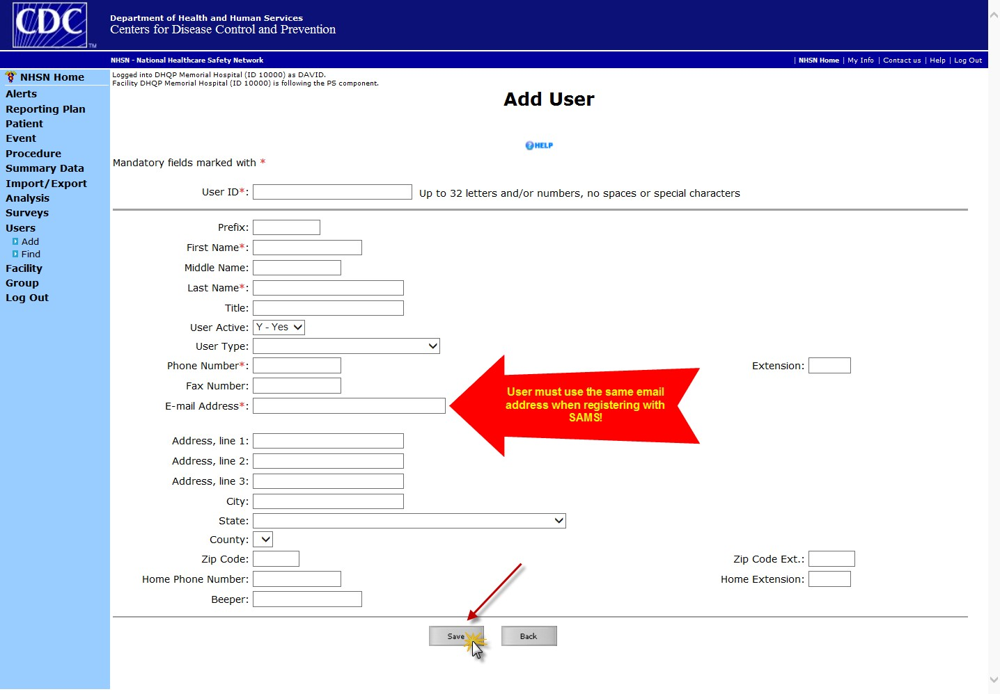 CDC
TM
Department of Health and Human Services
Centers for Disease Control and Prevention
NHSN - National Healthcare Safety Network
| NHSN Home | My Info | Contact us | Help | Log Out
NHSN Home
Alerts
Reporting Plan
Patient
Event
Procedure
Summary Data
Import/Export
Analysis
Surveys
Users
Add
Find
Facility
Group
Log Out
Logged into DHQP Memorial Hospital (ID 10000) as DAVID.
Facility DHQP Memorial Hospital (ID 10000) is following the PS component.
Add User
?HELP
Mandatory fields marked with *
User ID*: Up to 32 letters and/or numbers, no spaces or special characters
Prefix:
First Name*:
Middle Name:
Last Name*:
Title:
User Active: Y - Yes
User Type:
Phone Number*: Extension:
Fax Number:
E-mail Address*:
User must use the same email
address when registering with
SAMS!
Address, line 1:
Address, line 2:
Address, line 3:
City:
State:
County:
Zip Code: Zip Code Ext.:
Home Phone Number: Home Extension:
Beeper:
Save Back